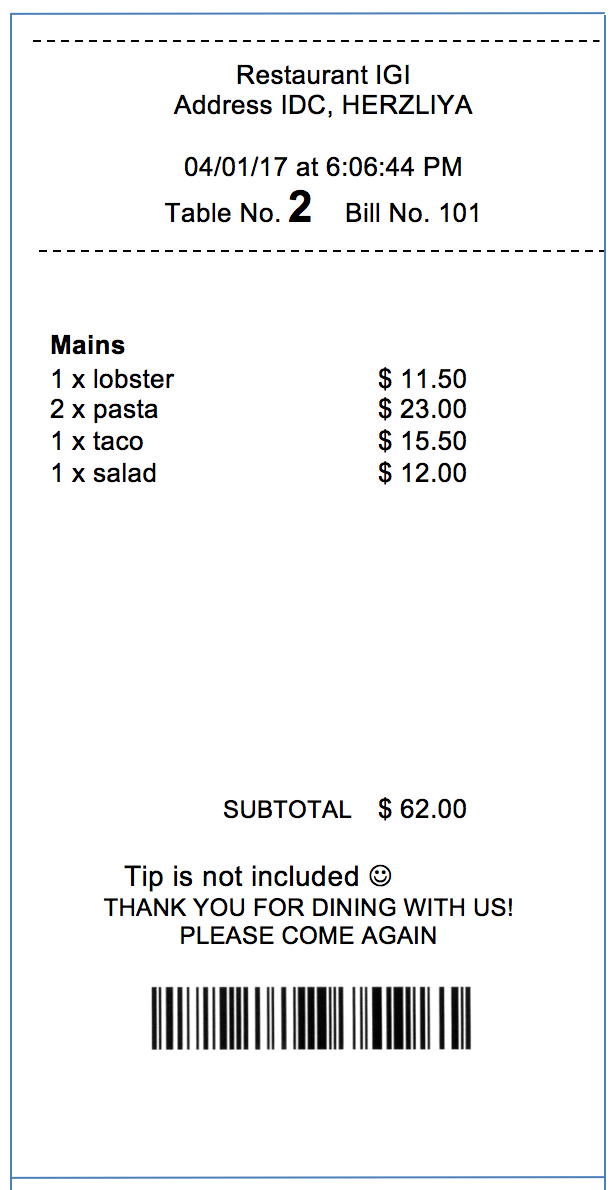 Restaurant IGI
Address IDC, HERZLIYA
04/01/17 at 6:06:44 PM
Table No. 2 Bill No. 101
Mains
1 x lobster $ 11.50
2 x pasta $ 23.00
1 x taco $ 15.50
1 x salad $ 12.00
SUBTOTAL $ 62.00
Tip is not included ☺
THANK YOU FOR DINING WITH US!
PLEASE COME AGAIN